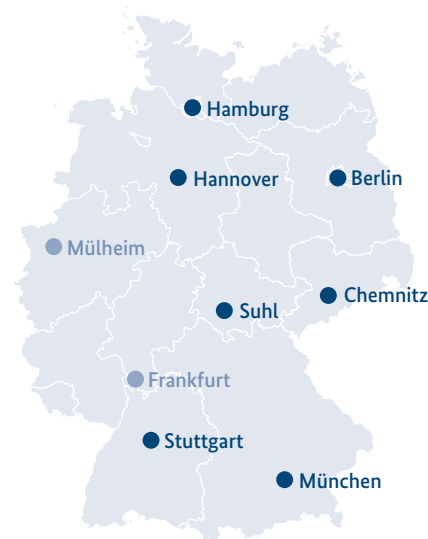 Hamburg
Hannover
Berlin
Mülheim
Chemnitz
Suhl
Frankfurt
Stuttgart
München